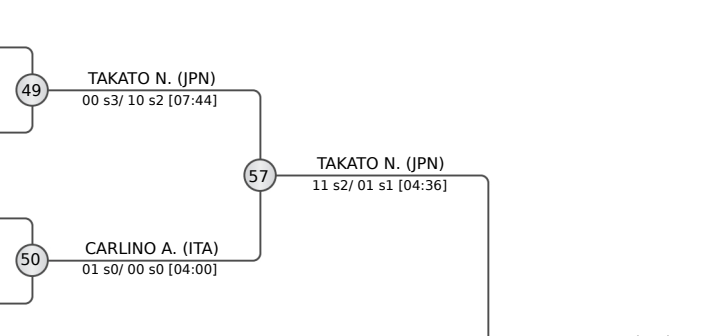 49
TAKATO N. (JPN)
00 s3/ 10 s2 [07:44]
57
TAKATO N. (JPN)
11 s2/ 01 s1 [04:36]
50
CARLINO A. (ITA)
01 s0/ 00 s0 [04:00]